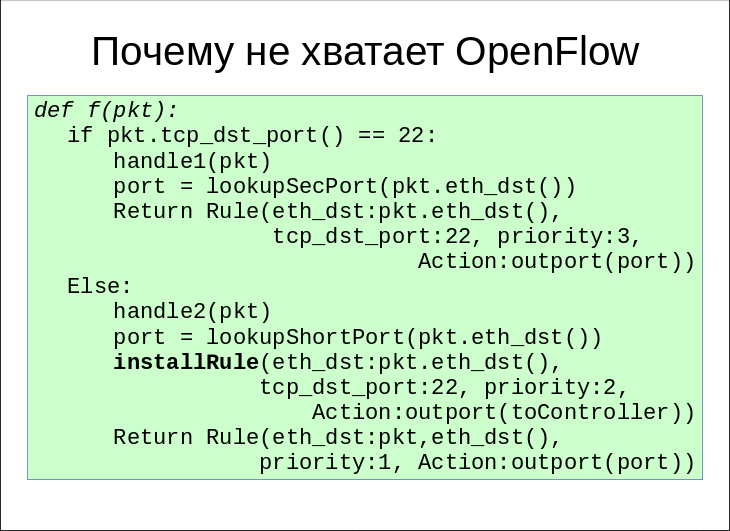 Почему не хватает OpenFlow
def f(pkt):
if pkt.tcp_dst_port() == 22:
handle1(pkt)
port = lookupSecPort(pkt.eth_dst())
Return Rule(eth_dst:pkt.eth_dst(),
tcp_dst_port:22, priority:3,
Action:outport(port))
Else:
handle2(pkt)
port = lookupShortPort(pkt.eth_dst())
installRule(eth_dst:pkt.eth_dst(),
tcp_dst_port:22, priority:2,
Action:outport(toController))
Return Rule(eth_dst:pkt,eth_dst(),
priority:1, Action:outport(port))